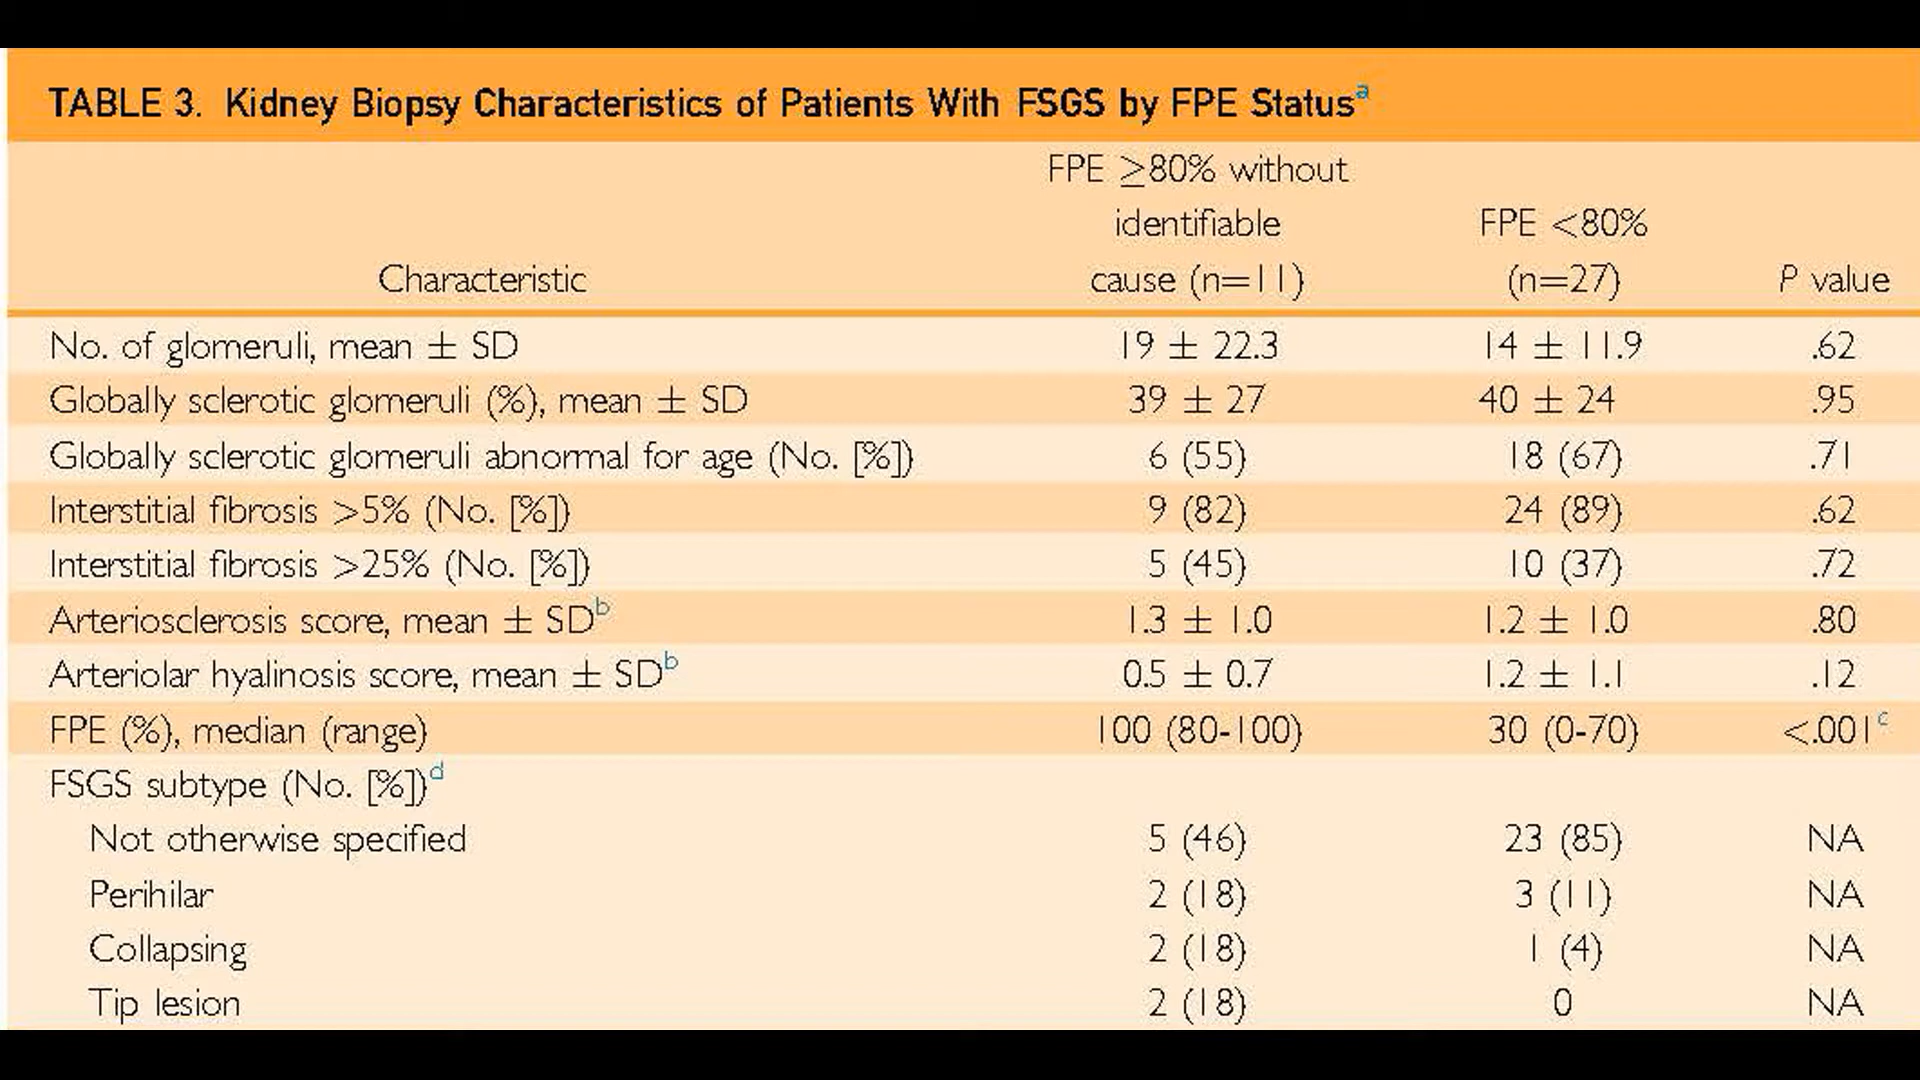 TABLE 3. Kidney Biopsy Characteristics of Patients With FSGS by FPE Statusᵃ
Characteristic FPE ≥80% without identifiable cause (n=11) FPE <80% (n=27) P value
No. of glomeruli, mean ± SD 19 ± 22.3 14 ± 11.9 .62
Globally sclerotic glomeruli (%), mean ± SD 39 ± 27 40 ± 24 .95
Globally sclerotic glomeruli abnormal for age (No. [%]) 6 (55) 18 (67) .71
Interstitial fibrosis >5% (No. [%]) 9 (82) 24 (89) .62
Interstitial fibrosis >25% (No. [%]) 5 (45) 10 (37) .72
Arteriosclerosis score, mean ± SDᵇ 1.3 ± 1.0 1.2 ± 1.0 .80
Arteriolar hyalinosis score, mean ± SDᵇ 0.5 ± 0.7 1.2 ± 1.1 .12
FPE (%), median (range) 100 (80-100) 30 (0-70) <.001ᶜ
FSGS subtype (No. [%])ᵈ
Not otherwise specified 5 (46) 23 (85) NA
Perihilar 2 (18) 3 (11) NA
Collapsing 2 (18) 1 (4) NA
Tip lesion 2 (18) 0 NA